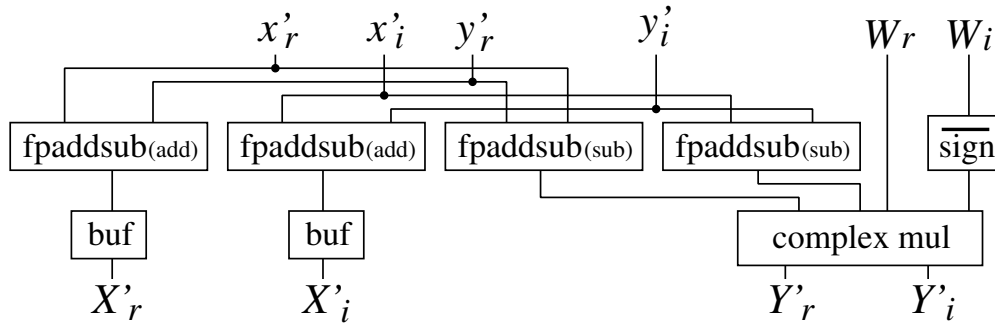 x'r x'i y'r y'i Wr Wi
fpaddsub(add) fpaddsub(add) fpaddsub(sub) fpaddsub(sub) sign
buf buf complex mul
X'r X'i Y'r Y'i